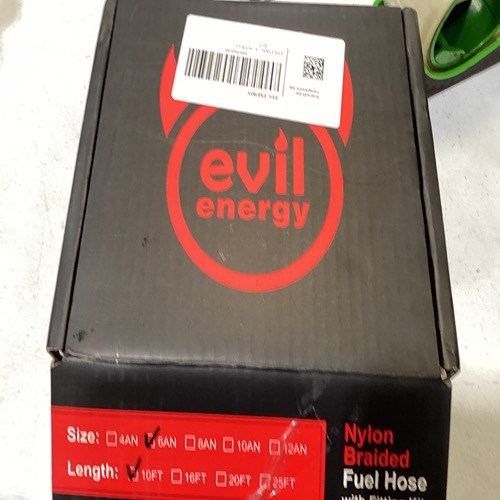 evil
energy
Size: 4AN 6AN 8AN 10AN 12AN
Length: 10FT 16FT 20FT 25FT
Nylon
Braided
Fuel Hose